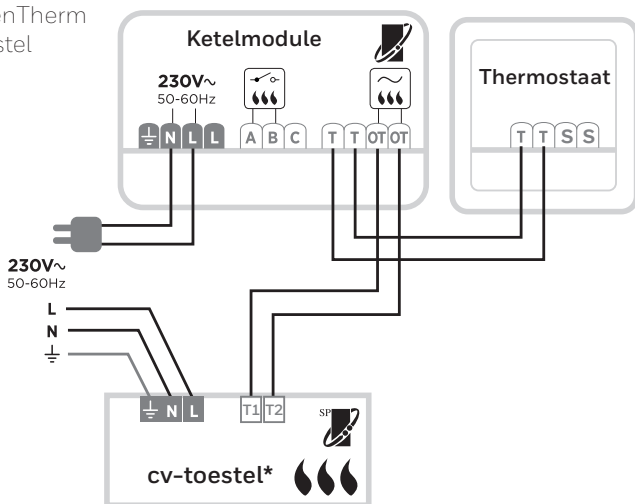 enTherm
stel
Ketelmodule
230V~
50-60Hz
N L L
A B C
T T OT OT
Thermostaat
T T S S
230V~
50-60Hz
L
N
N L
T1 T2
SP
cv-toestel*